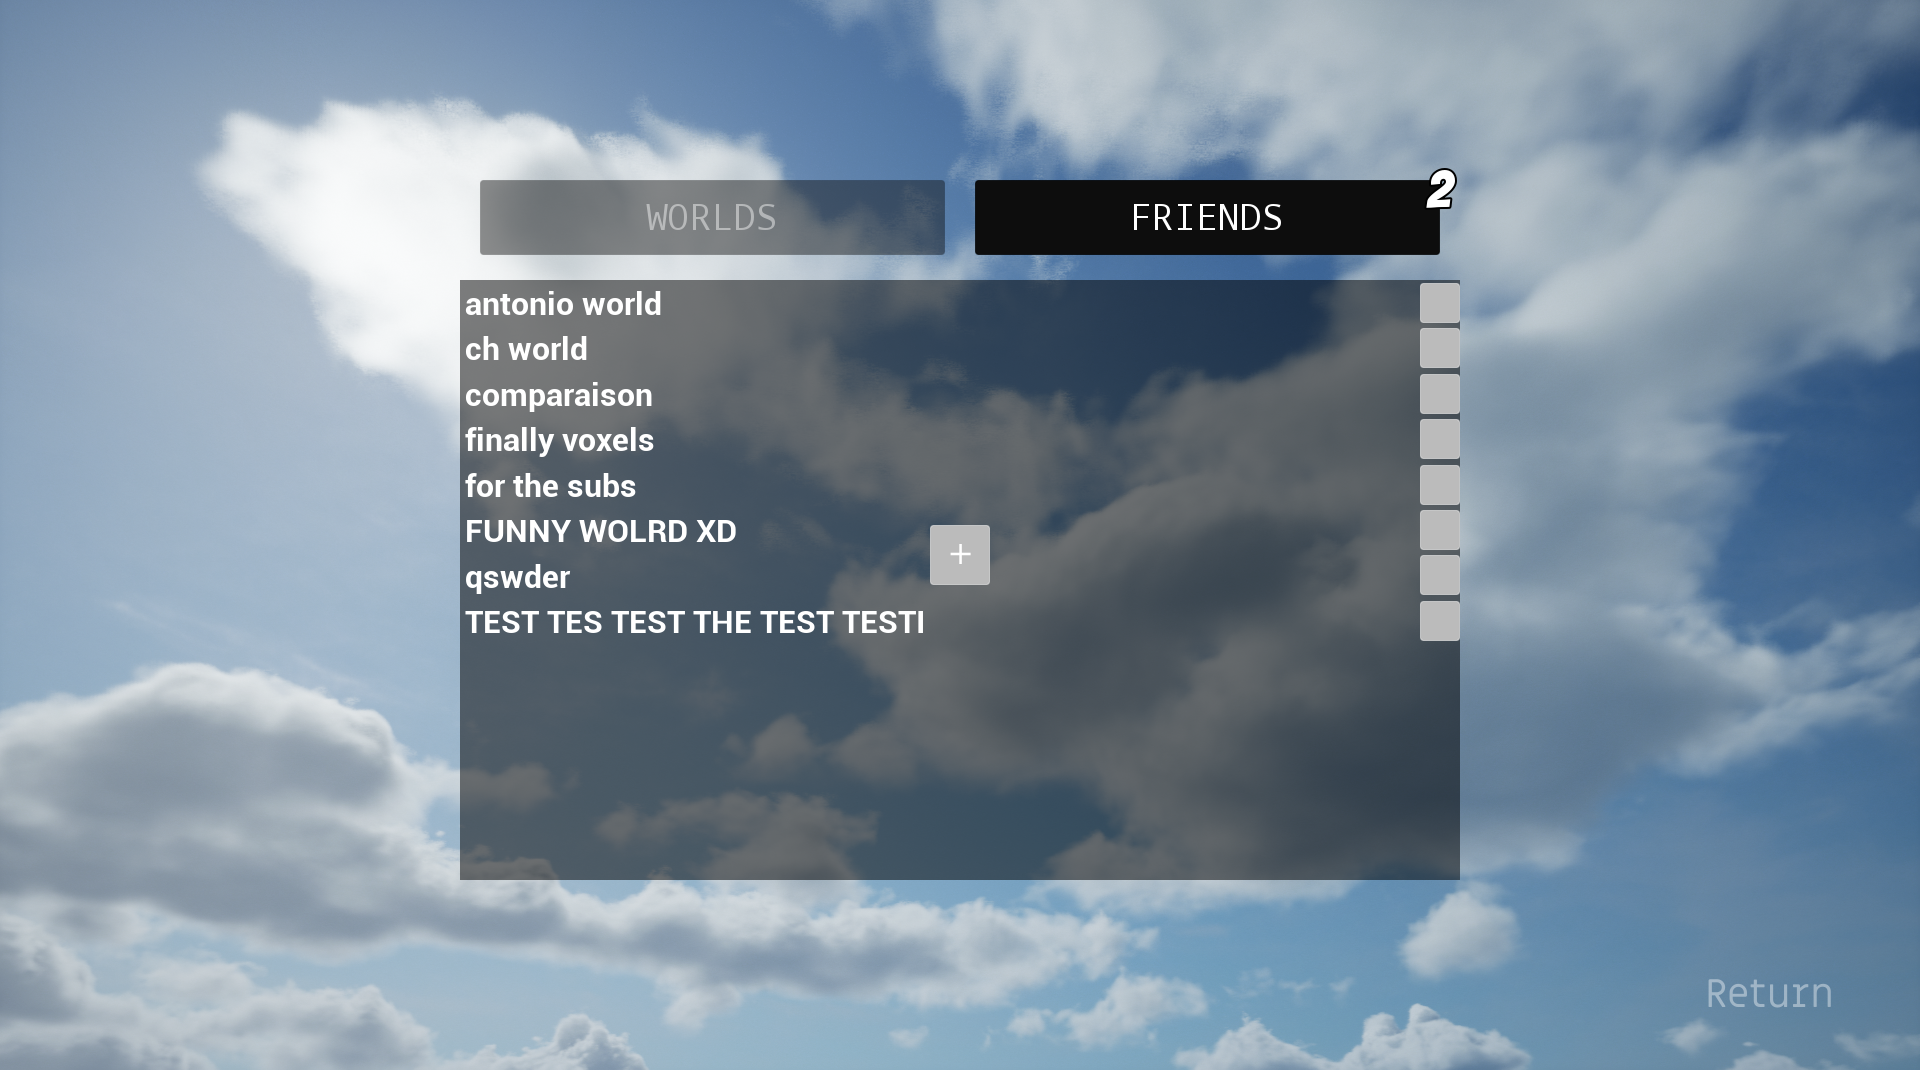 WORLDS
FRIENDS
2
antonio world
ch world
comparaison
finally voxels
for the subs
FUNNY WOLRD XD
+
qswder
TEST TES TEST THE TEST TESTI
Return